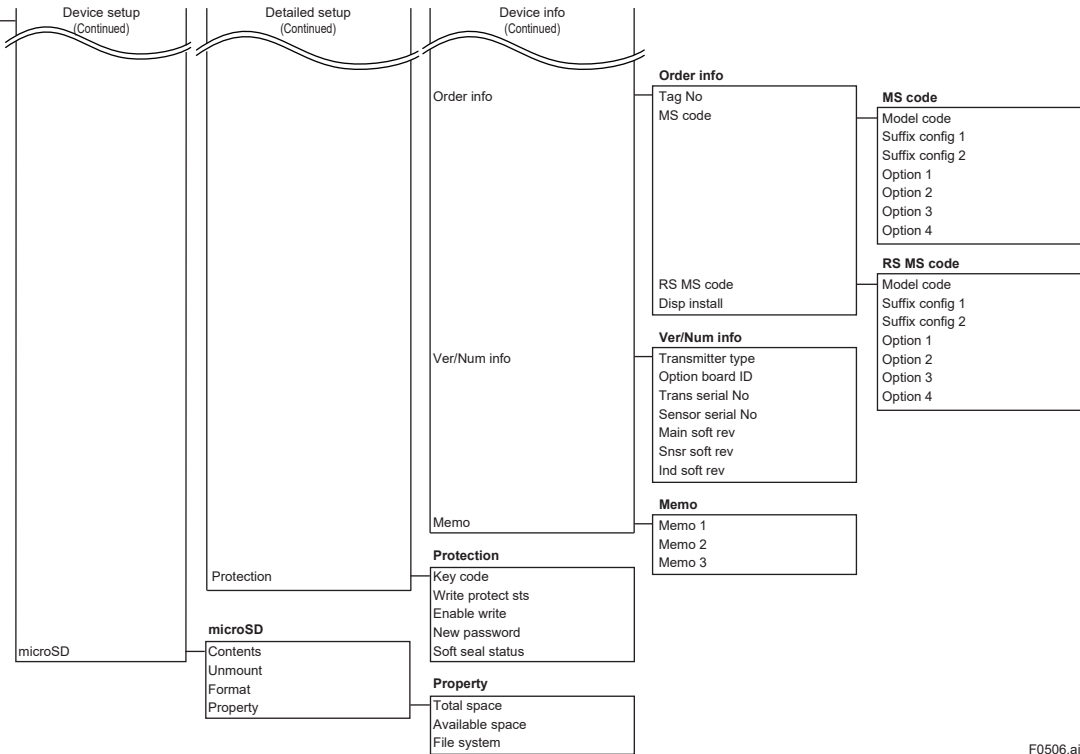 Device setup
(Continued)
Detailed setup
(Continued)
Device info
(Continued)
Order info
Order info
Tag No
MS code
MS code
Model code
Suffix config 1
Suffix config 2
Option 1
Option 2
Option 3
Option 4
RS MS code
Disp install
RS MS code
Model code
Suffix config 1
Suffix config 2
Option 1
Option 2
Option 3
Option 4
Ver/Num info
Ver/Num info
Transmitter type
Option board ID
Trans serial No
Sensor serial No
Main soft rev
Snsr soft rev
Ind soft rev
Memo
Memo
Memo 1
Memo 2
Memo 3
Protection
Protection
Key code
Write protect sts
Enable write
New password
Soft seal status
microSD
microSD
Contents
Unmount
Format
Property
Property
Total space
Available space
File system
F0506.ai